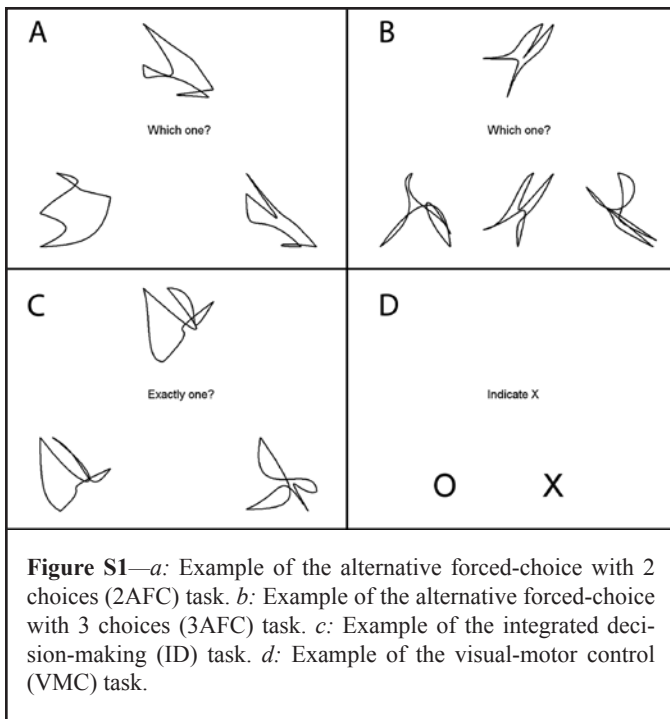 A
B
Which one?
Which one?
C
D
Exactly one?
Indicate X
O X
Figure S1—a: Example of the alternative forced-choice with 2
choices (2AFC) task. b: Example of the alternative forced-choice
with 3 choices (3AFC) task. c: Example of the integrated deci-
sion-making (ID) task. d: Example of the visual-motor control
(VMC) task.